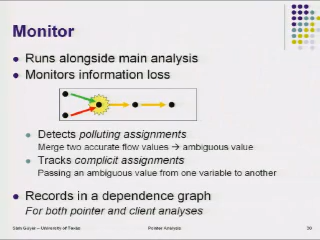 Monitor
Runs alongside main analysis
Monitors information loss
Detects polluting assignments
Merge two accurate flow values → ambiguous value
Tracks complicit assignments
Passing an ambiguous value from one variable to another
Records in a dependence graph
For both pointer and client analyses
Sam Guyer – University of Texas
Pointer Analysis
30